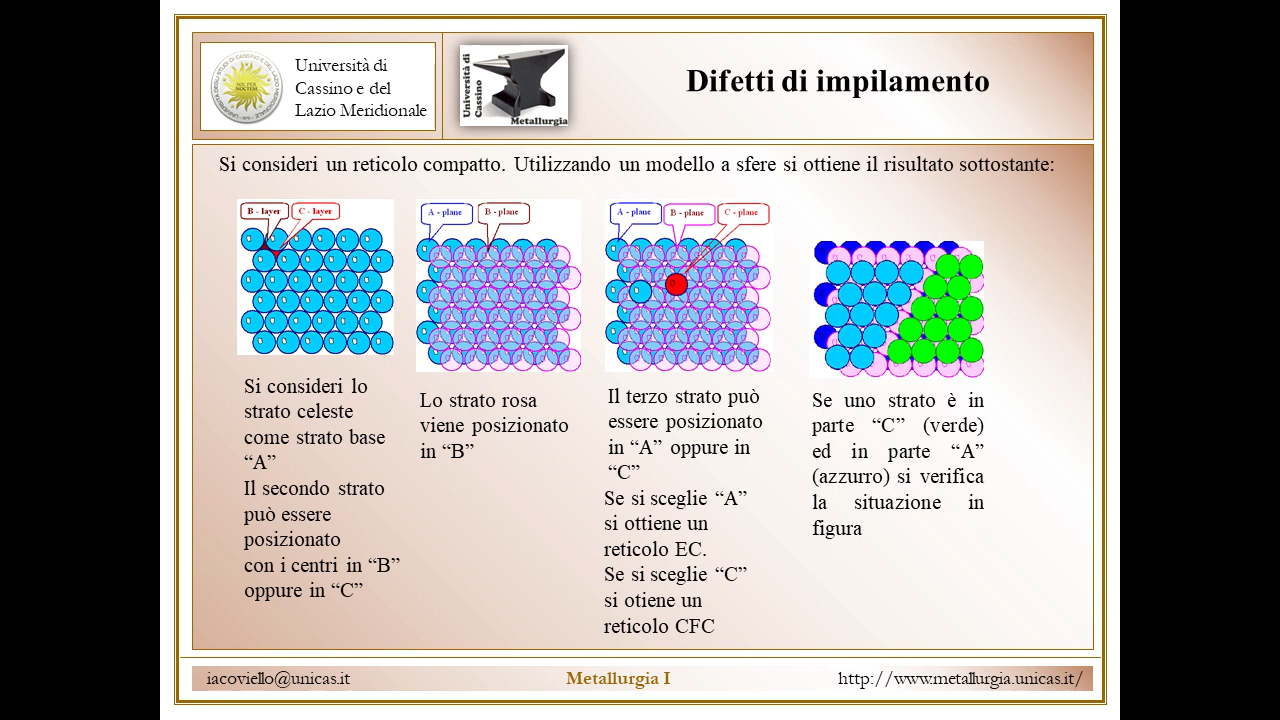 Università di
Cassino e del
Lazio Meridionale
Università di
Cassino
Metallurgia
Difetti di impilamento
Si consideri un reticolo compatto. Utilizzando un modello a sfere si ottiene il risultato sottostante:
B - layer
C - layer
A - plane
B - plane
A - plane
B - plane
C - plane
Si consideri lo
strato celeste
come strato base
“A”
Il secondo strato
può essere
posizionato
con i centri in “B”
oppure in “C”
Lo strato rosa
viene posizionato
in “B”
Il terzo strato può
essere posizionato
in “A” oppure in
“C”
Se si sceglie “A”
si ottiene un
reticolo EC.
Se si sceglie “C”
si otiene un
reticolo CFC
Se uno strato è in
parte “C” (verde)
ed in parte “A”
(azzurro) si verifica
la situazione in
figura
iacoviello@unicas.it
Metallurgia I
http://www.metallurgia.unicas.it/